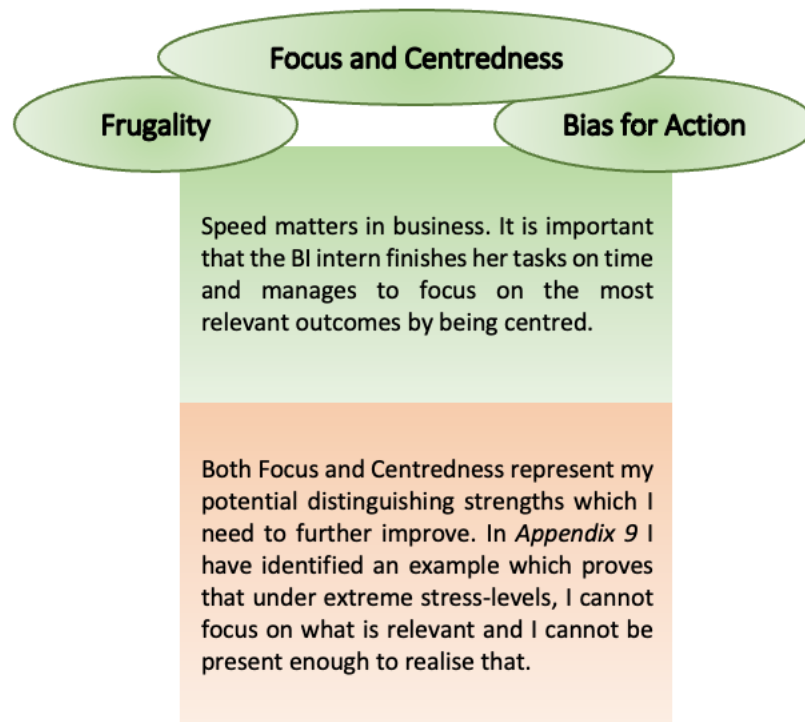 Focus and Centredness
Frugality
Bias for Action
Speed matters in business. It is important
that the BI intern finishes her tasks on time
and manages to focus on the most
relevant outcomes by being centred.
Both Focus and Centredness represent my
potential distinguishing strengths which I
need to further improve. In Appendix 9 I
have identified an example which proves
that under extreme stress-levels, I cannot
focus on what is relevant and I cannot be
present enough to realise that.